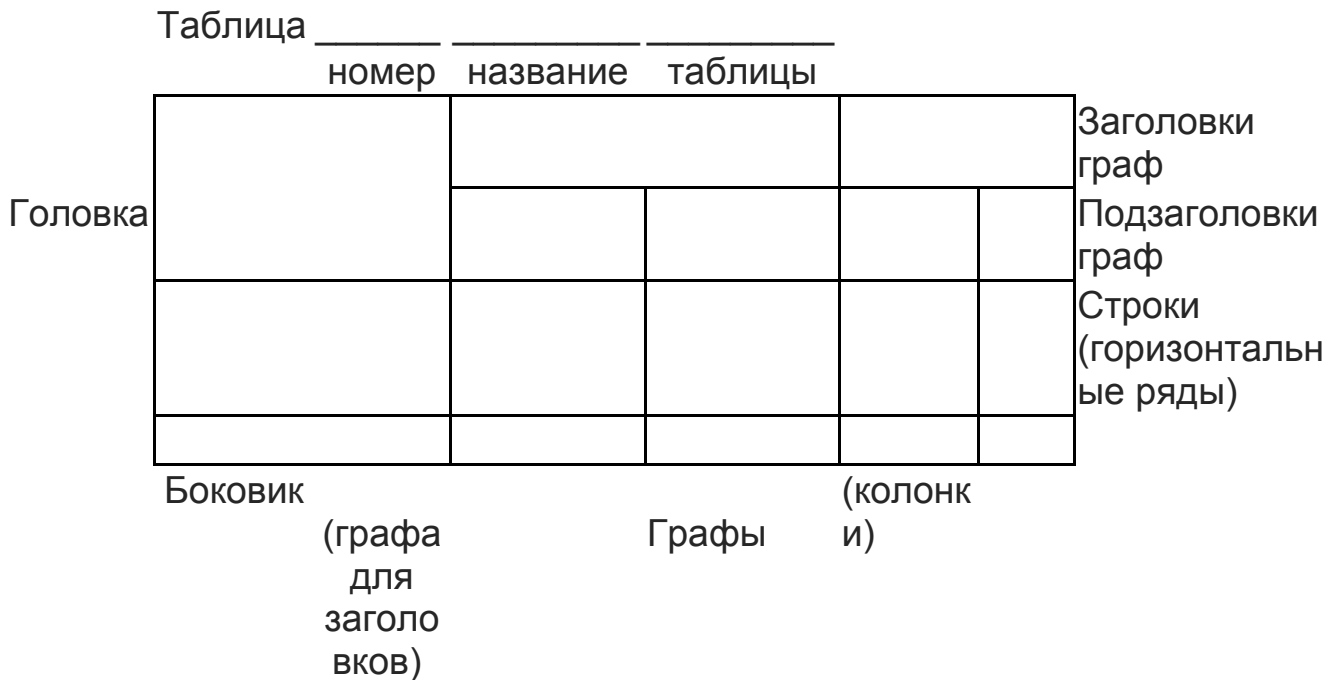 Таблица ______ _________ _________
номер название таблицы
Заголовки
граф
Головка
Подзаголовки
граф
Строки
(горизонтальн
ые ряды)
Боковик
(графа
для
заголо
вков)
Графы
(колонк
и)